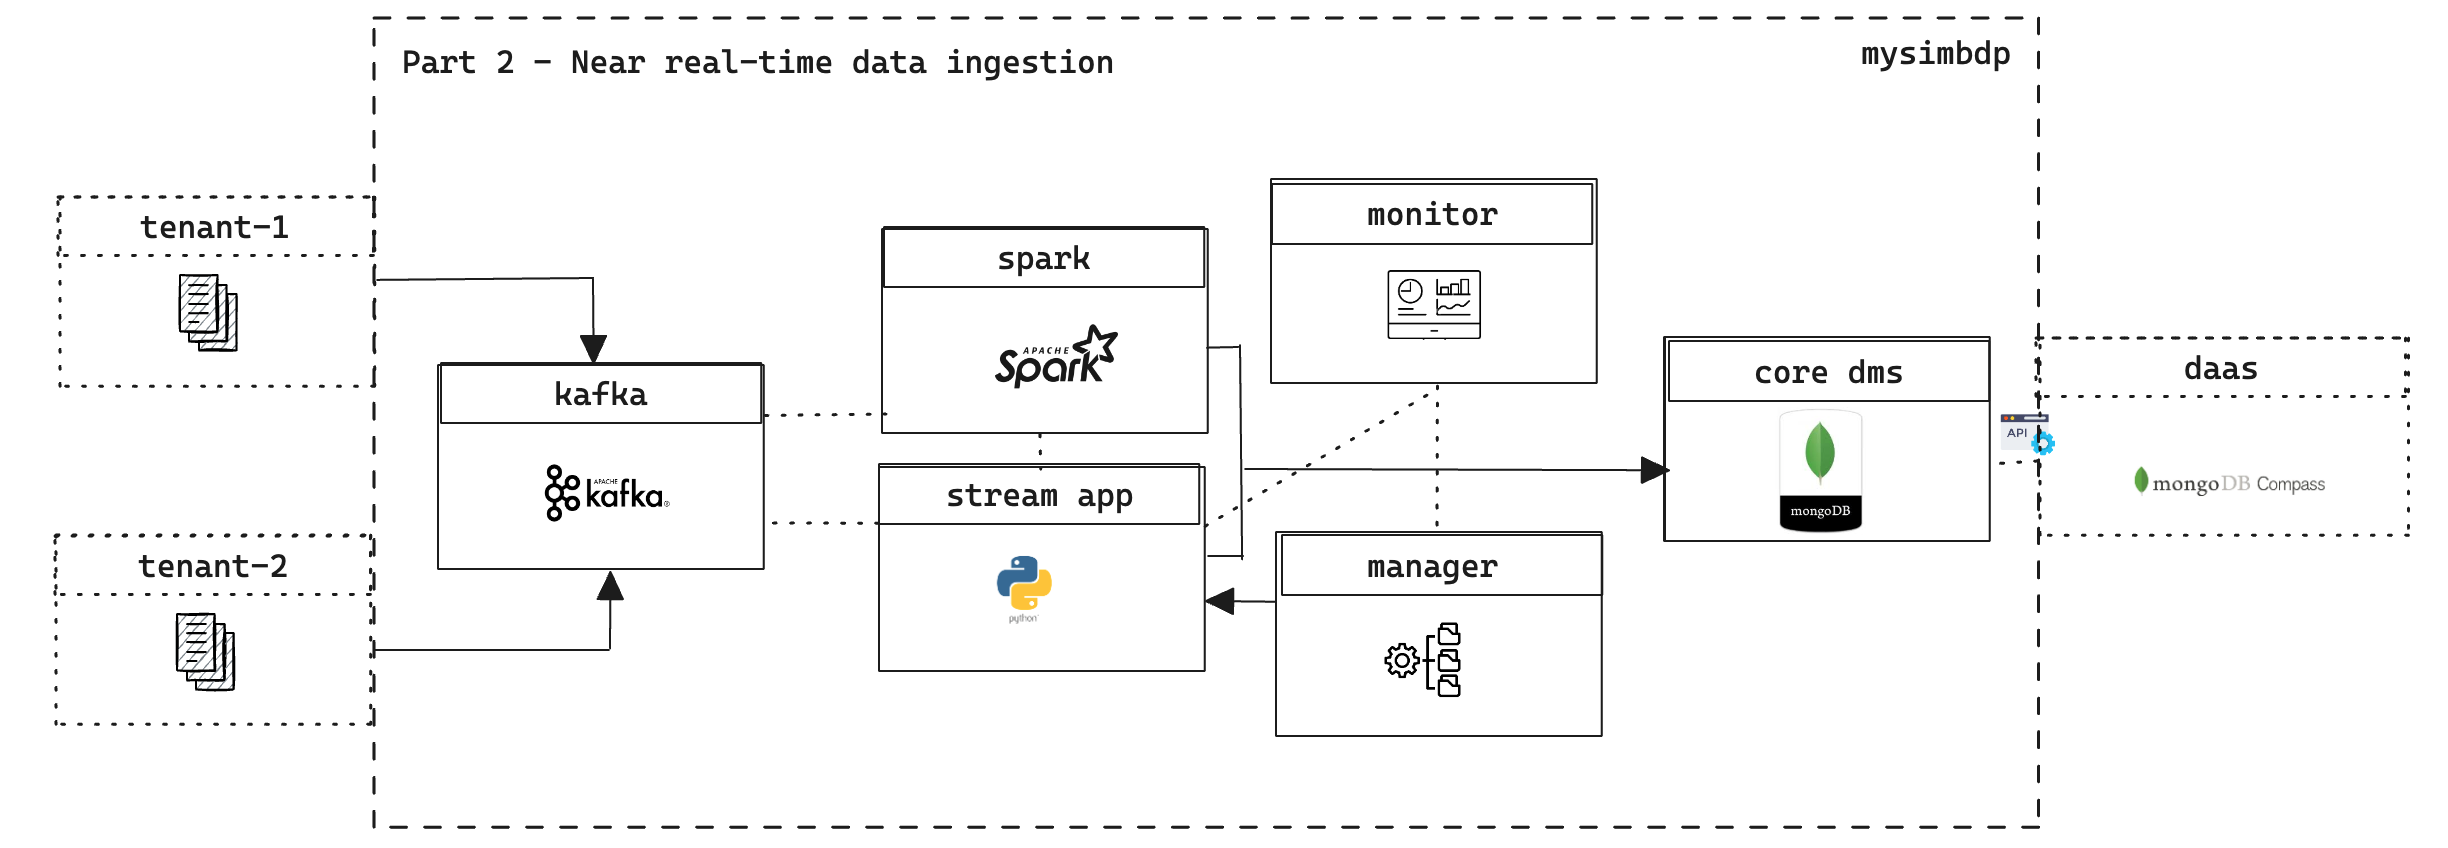 Part 2 - Near real-time data ingestion
mysimbdp
tenant-1
tenant-2
kafka
APACHE
kafka®
spark
APACHE
Spark
stream app
python™
monitor
manager
core dms
mongoDB
API
daas
mongoDB Compass